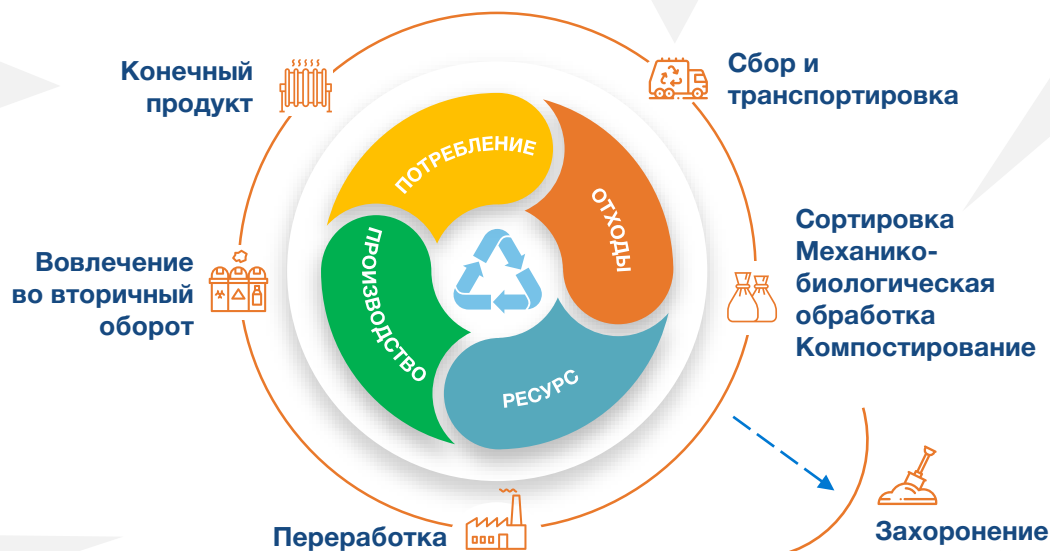 Конечный
продукт
Сбор и
транспортировка
ПОТРЕБЛЕНИЕ
ОТХОДЫ
ПРОИЗВОДСТВО
РЕСУРС
Вовлечение
во вторичный
оборот
Сортировка
Механико-
биологическая
обработка
Компостирование
Переработка
Захоронение